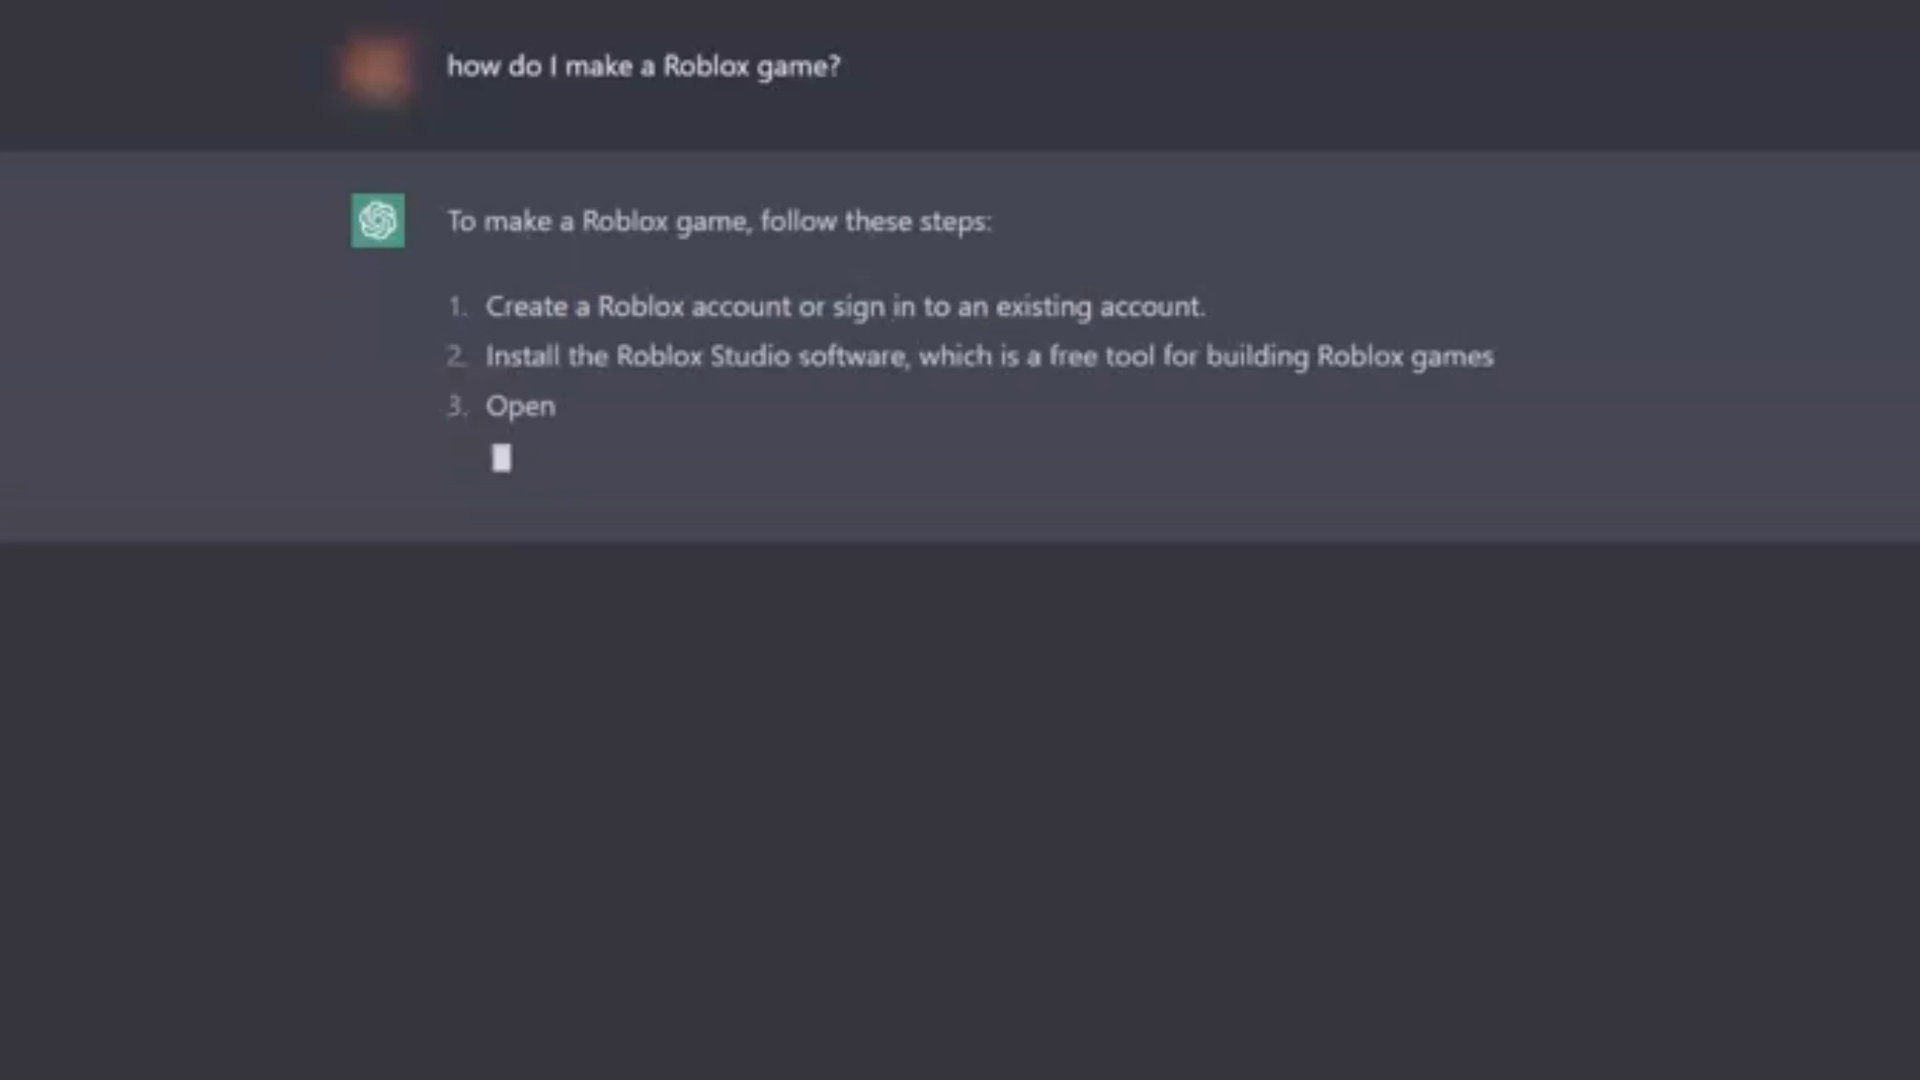 how do I make a Roblox game?
To make a Roblox game, follow these steps:
1. Create a Roblox account or sign in to an existing account.
2. Install the Roblox Studio software, which is a free tool for building Roblox games
3. Open